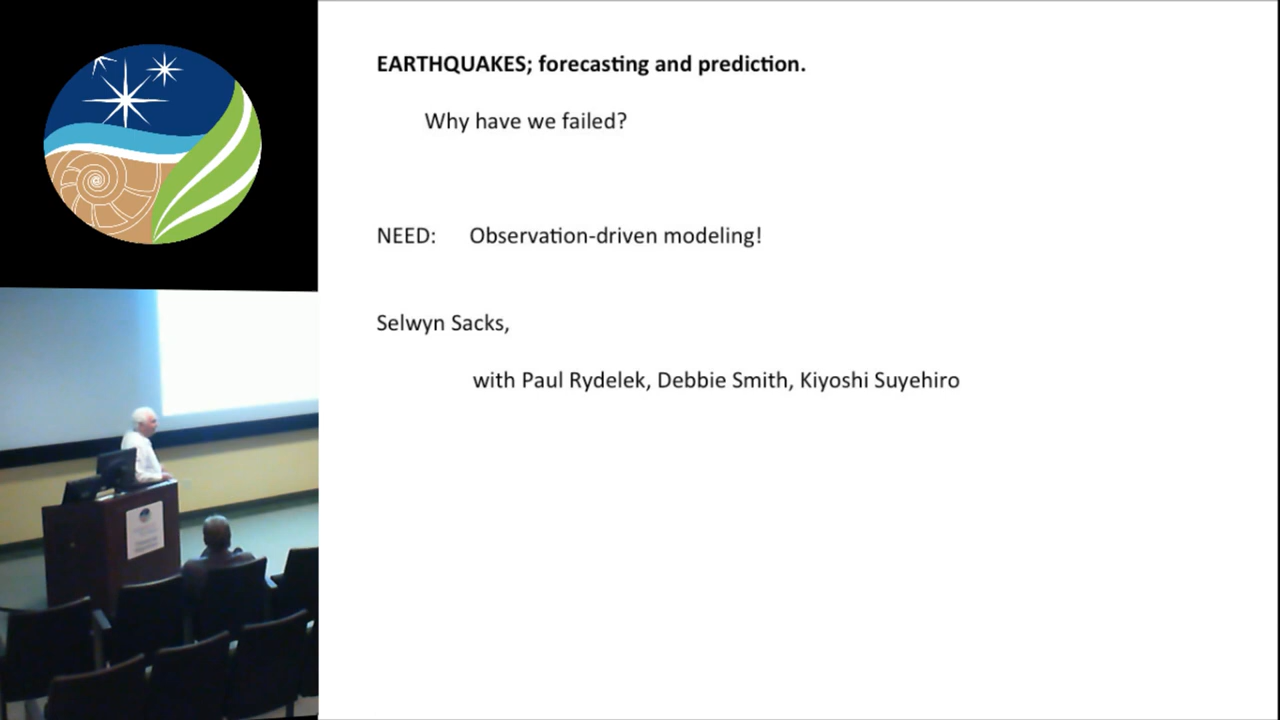 EARTHQUAKES; forecasting and prediction.
Why have we failed?
NEED: Observation-driven modeling!
Selwyn Sacks,
with Paul Rydelek, Debbie Smith, Kiyoshi Suyehiro